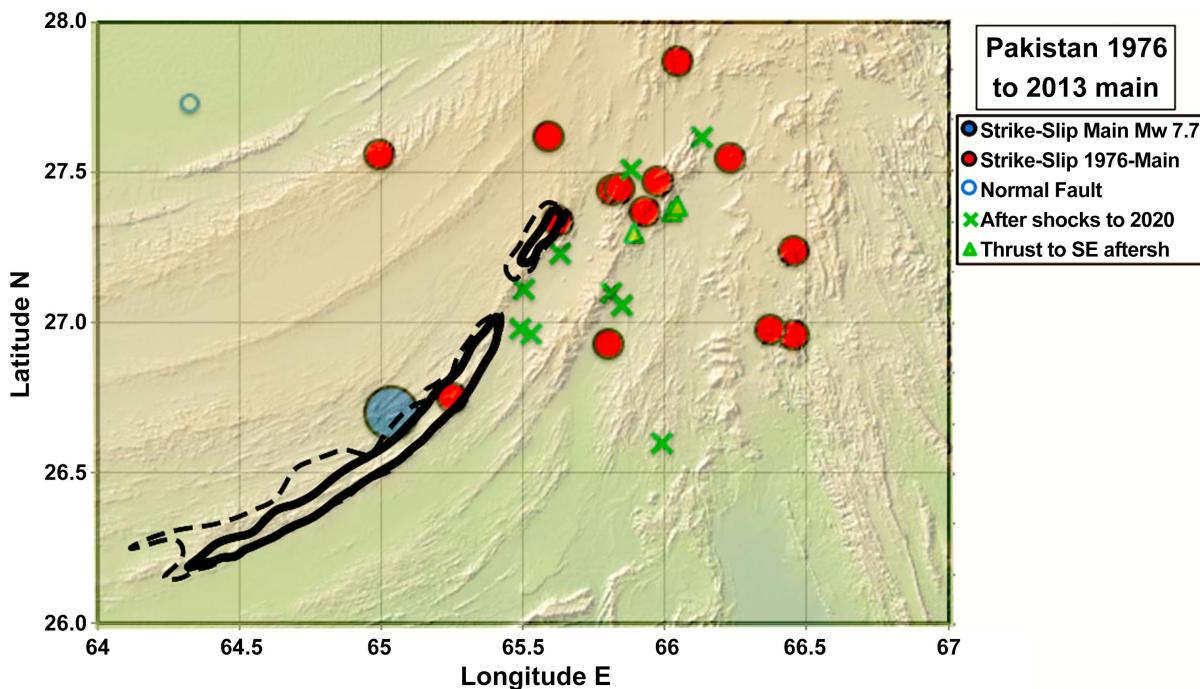 28.0
27.5
27.0
26.5
26.0
Latitude N
64
64.5
65
65.5
66
66.5
67
Longitude E
Pakistan 1976
to 2013 main
Strike-Slip Main Mw 7.7
Strike-Slip 1976-Main
Normal Fault
After shocks to 2020
Thrust to SE aftersh